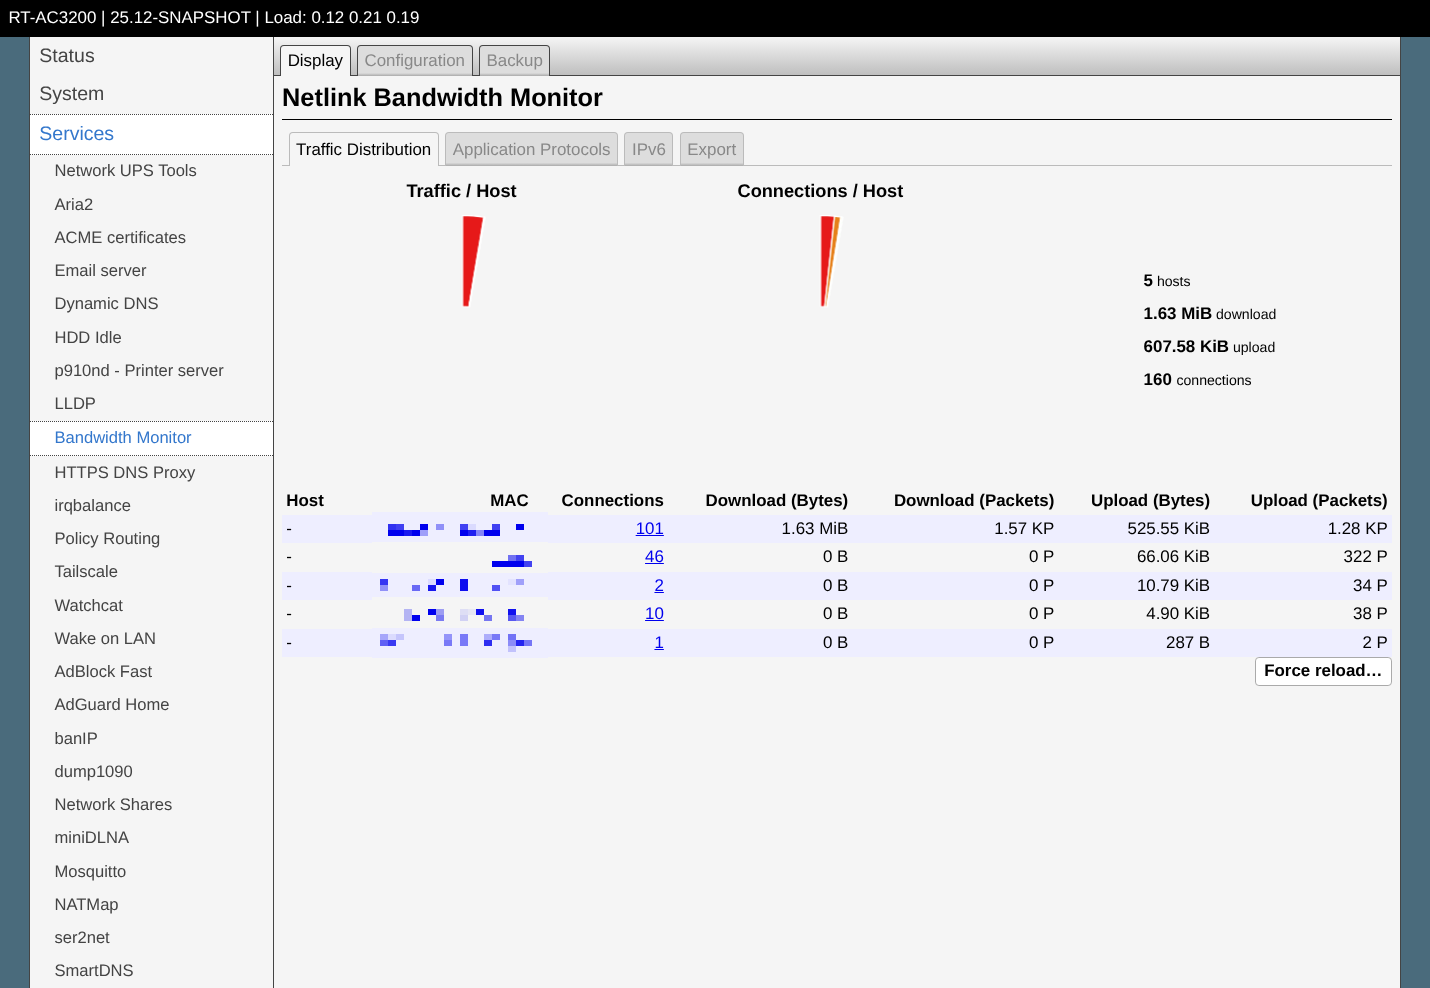 RT-AC3200 | 25.12-SNAPSHOT | Load: 0.12 0.21 0.19
Status
System
Services
Network UPS Tools
Aria2
ACME certificates
Email server
Dynamic DNS
HDD Idle
p910nd - Printer server
LLDP
Bandwidth Monitor
HTTPS DNS Proxy
irqbalance
Policy Routing
Tailscale
Watchcat
Wake on LAN
AdBlock Fast
AdGuard Home
banIP
dump1090
Network Shares
miniDLNA
Mosquitto
NATMap
ser2net
SmartDNS
Display Configuration Backup
Netlink Bandwidth Monitor
Traffic Distribution Application Protocols IPv6 Export
Traffic / Host Connections / Host
5 hosts
1.63 MiB download
607.58 KiB upload
160 connections
Host MAC Connections Download (Bytes) Download (Packets) Upload (Bytes) Upload (Packets)
- 101 1.63 MiB 1.57 KP 525.55 KiB 1.28 KP
- 46 0 B 0 P 66.06 KiB 322 P
- 2 0 B 0 P 10.79 KiB 34 P
- 10 0 B 0 P 4.90 KiB 38 P
- 1 0 B 0 P 287 B 2 P
Force reload…